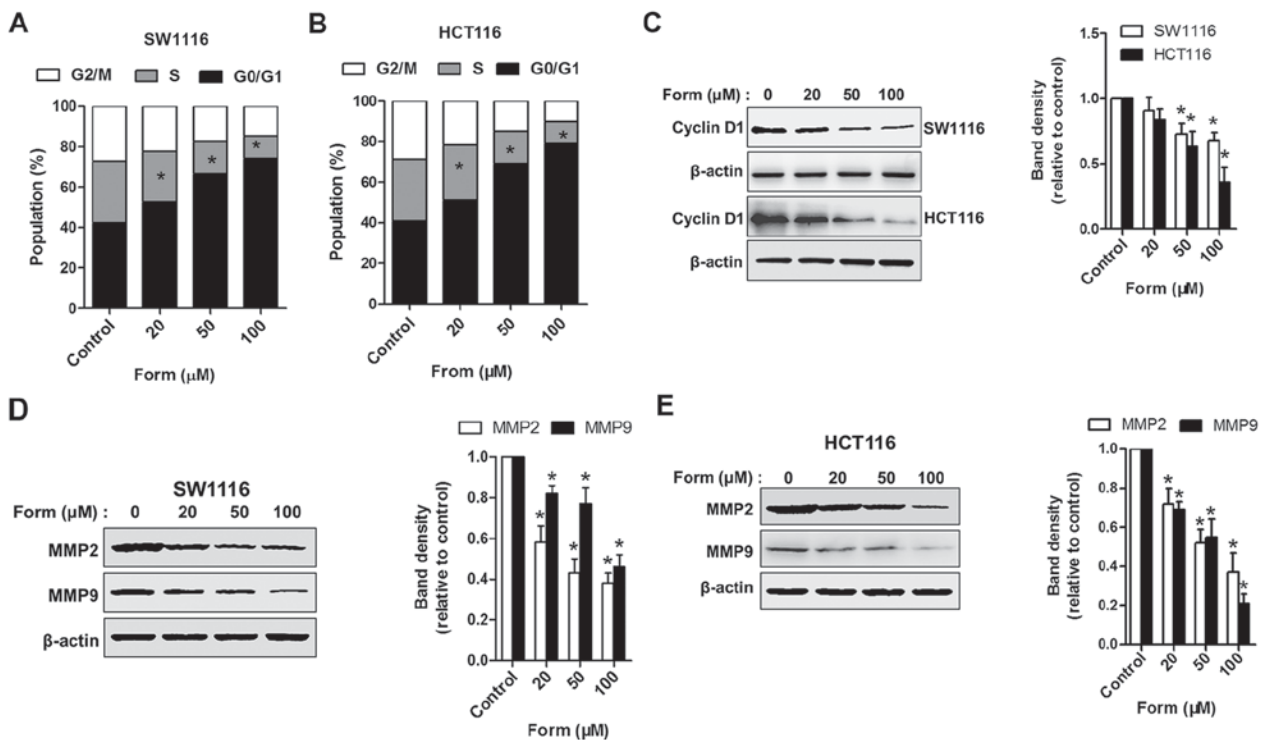 A
SW1116
G2/M S G0/G1
Population (%)
100
80
60
40
20
0
Control 20 50 100
Form (μM)
B
HCT116
G2/M S G0/G1
Population (%)
100
80
60
40
20
0
*
*
*
*
*
*
Control 20 50 100
From (μM)
C
Form (μM) : 0 20 50 100
Cyclin D1 SW1116
β-actin
Cyclin D1 HCT116
β-actin
SW1116
HCT116
Band density
(relative to control)
1.5
1.0
0.5
0.0
* * * *
Control 20 50 100
Form (μM)
D
SW1116
Form (μM) : 0 20 50 100
MMP2
MMP9
β-actin
MMP2 MMP9
Band density
(relative to control)
1.0
0.8
0.6
0.4
0.2
0.0
* * * * * *
Control 20 50 100
Form (μM)
E
HCT116
Form (μM) : 0 20 50 100
MMP2
MMP9
β-actin
MMP2 MMP9
Band density
(relative to control)
1.0
0.8
0.6
0.4
0.2
0.0
* * * * * *
Control 20 50 100
Form (μM)